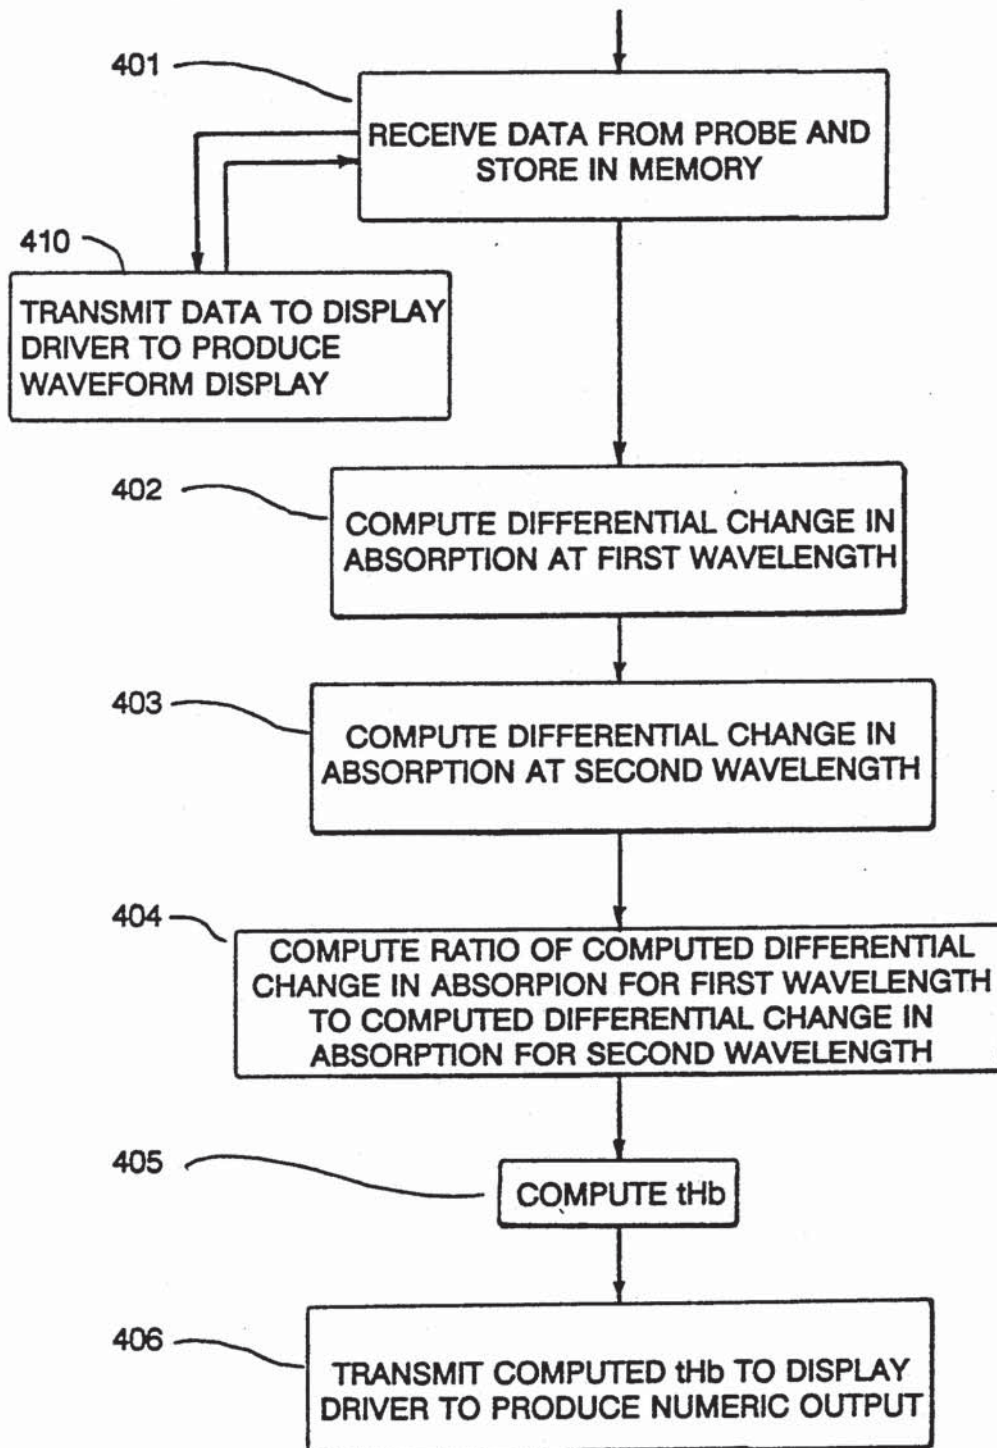 401
RECEIVE DATA FROM PROBE AND
STORE IN MEMORY
410
TRANSMIT DATA TO DISPLAY
DRIVER TO PRODUCE
WAVEFORM DISPLAY
402
COMPUTE DIFFERENTIAL CHANGE IN
ABSORPTION AT FIRST WAVELENGTH
403
COMPUTE DIFFERENTIAL CHANGE IN
ABSORPTION AT SECOND WAVELENGTH
404
COMPUTE RATIO OF COMPUTED DIFFERENTIAL
CHANGE IN ABSORPION FOR FIRST WAVELENGTH
TO COMPUTED DIFFERENTIAL CHANGE IN
ABSORPTION FOR SECOND WAVELENGTH
405
COMPUTE tHb
406
TRANSMIT COMPUTED tHb TO DISPLAY
DRIVER TO PRODUCE NUMERIC OUTPUT